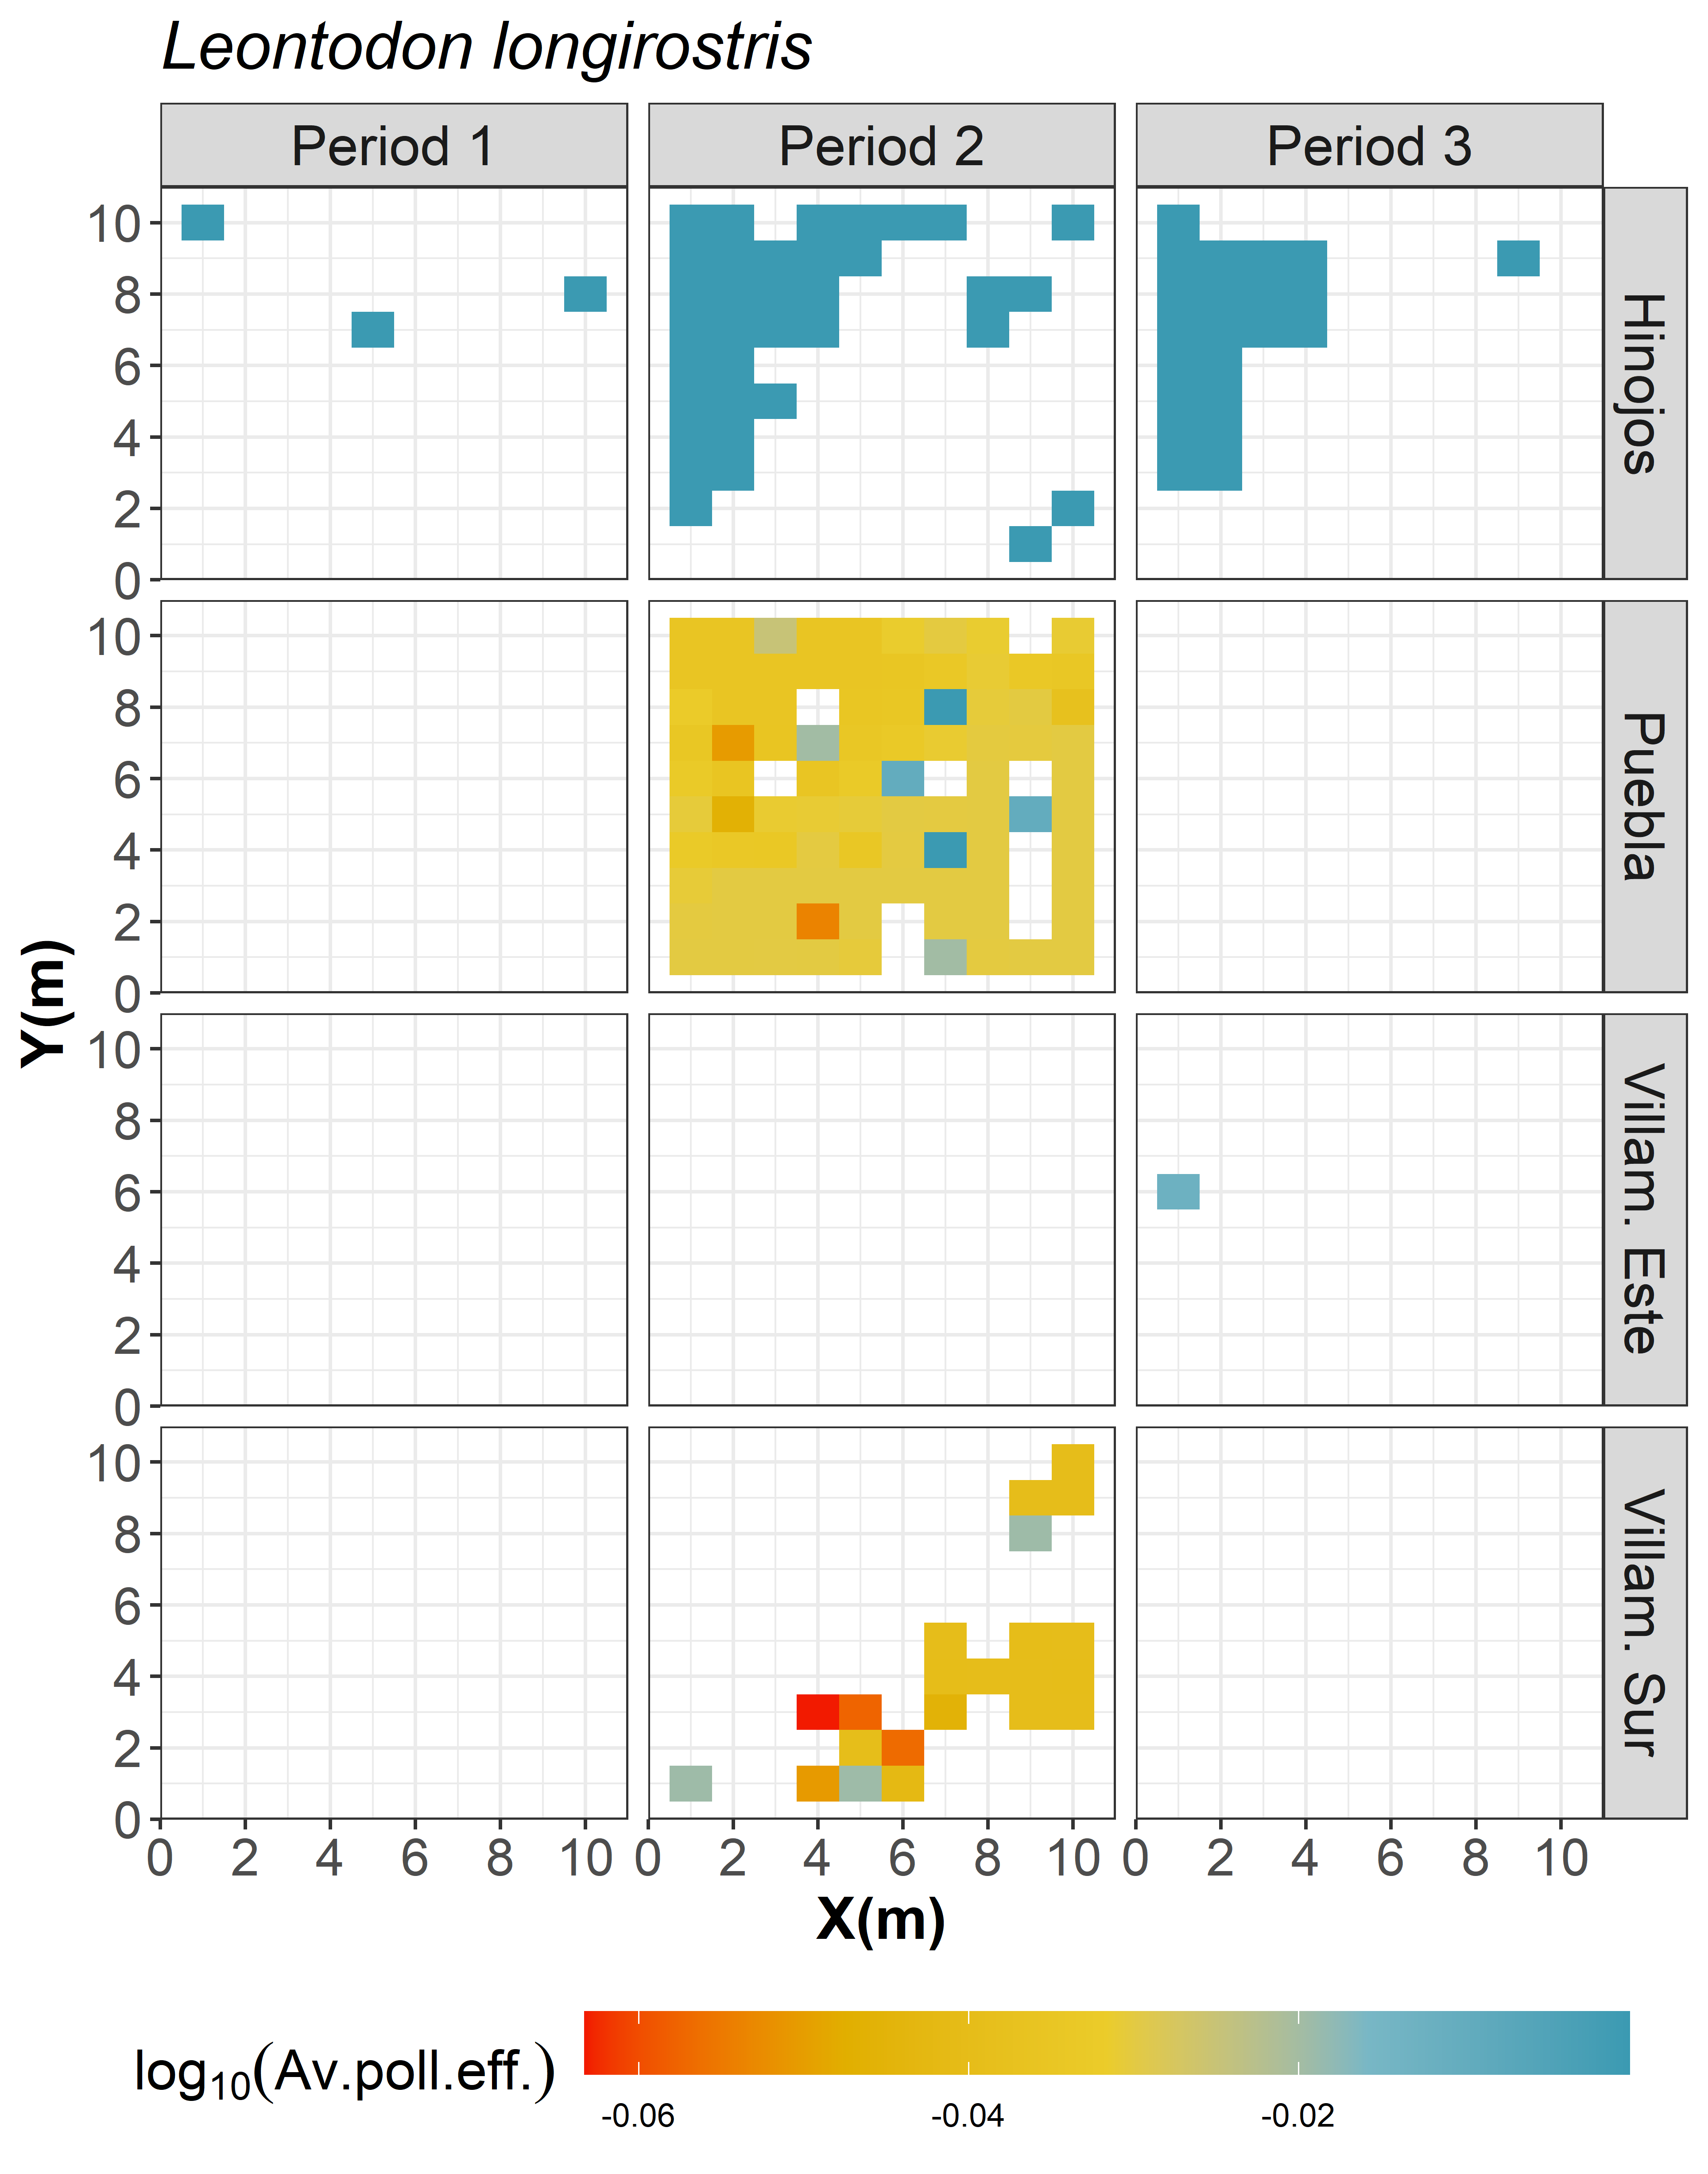 Leontodon longirostris
Period 1 Period 2 Period 3
10
8
6
4
2
0
Hinojos
10
8
6
4
2
0
Puebla
Y(m)
10
8
6
4
2
0
Villam. Este
10
8
6
4
2
0
Villam. Sur
0 2 4 6 8 10 0 2 4 6 8 10 0 2 4 6 8 10
X(m)
log10(Av.poll.eff.)
-0.06 -0.04 -0.02